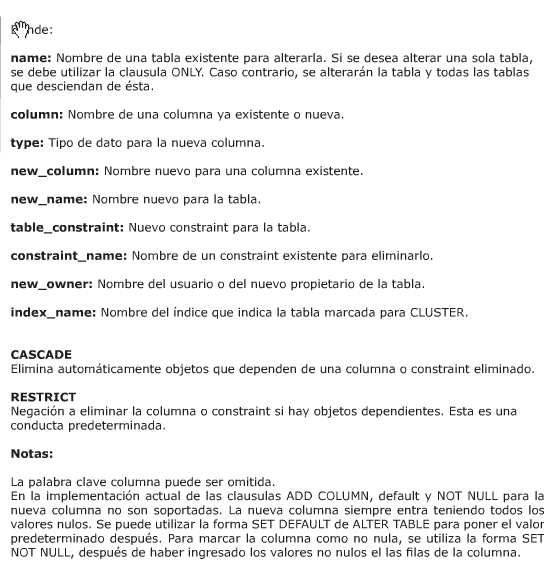 nde:
name: Nombre de una tabla existente para alterarla. Si se desea alterar una sola tabla,
se debe utilizar la clausula ONLY. Caso contrario, se alterarán la tabla y todas las tablas
que desciendan de ésta.
column: Nombre de una columna ya existente o nueva.
type: Tipo de dato para la nueva columna.
new_column: Nombre nuevo para una columna existente.
new_name: Nombre nuevo para la tabla.
table_constraint: Nuevo constraint para la tabla.
constraint_name: Nombre de un constraint existente para eliminarlo.
new_owner: Nombre del usuario o del nuevo propietario de la tabla.
index_name: Nombre del índice que indica la tabla marcada para CLUSTER.
CASCADE
Elimina automáticamente objetos que dependen de una columna o constraint eliminado.
RESTRICT
Negación a eliminar la columna o constraint si hay objetos dependientes. Esta es una
conducta predeterminada.
Notas:
La palabra clave columna puede ser omitida.
En la implementación actual de las clausulas ADD COLUMN, default y NOT NULL para la
nueva columna no son soportadas. La nueva columna siempre entra teniendo todos los
valores nulos. Se puede utilizar la forma SET DEFAULT de ALTER TABLE para poner el valor
predeterminado después. Para marcar la columna como no nula, se utiliza la forma SET
NOT NULL, después de haber ingresado los valores no nulos el las filas de la columna.